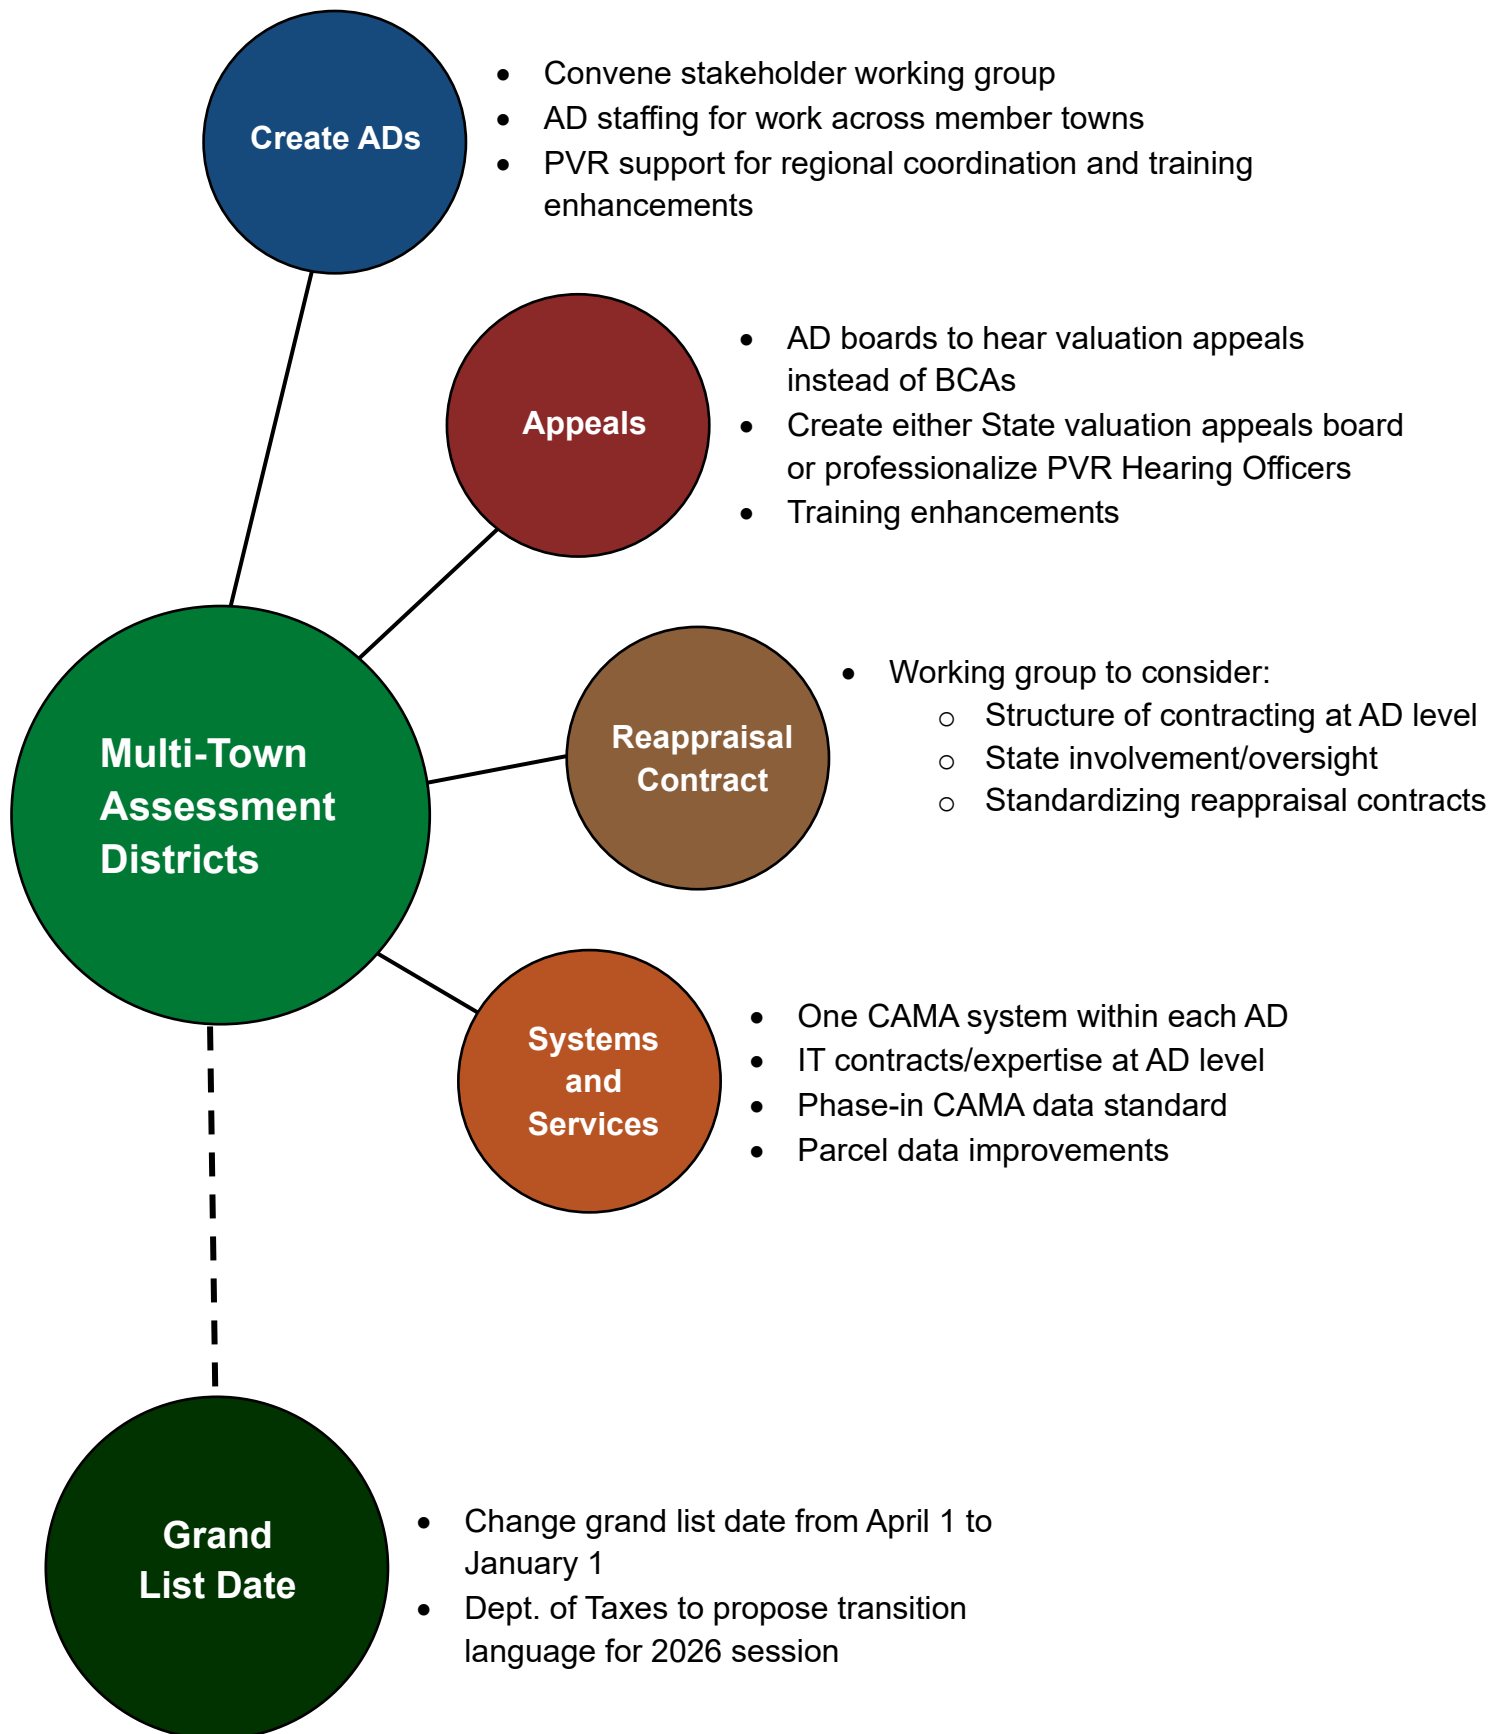 Create ADs
• Convene stakeholder working group
• AD staffing for work across member towns
• PVR support for regional coordination and training
enhancements
Appeals
• AD boards to hear valuation appeals
instead of BCAs
• Create either State valuation appeals board
or professionalize PVR Hearing Officers
• Training enhancements
Multi-Town
Assessment
Districts
Reappraisal
Contract
• Working group to consider:
o Structure of contracting at AD level
o State involvement/oversight
o Standardizing reappraisal contracts
Systems
and
Services
• One CAMA system within each AD
• IT contracts/expertise at AD level
• Phase-in CAMA data standard
• Parcel data improvements
Grand
List Date
• Change grand list date from April 1 to
January 1
• Dept. of Taxes to propose transition
language for 2026 session